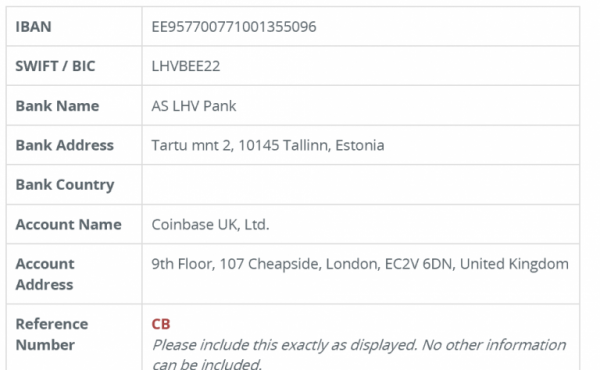 IBAN EE957700771001355096
SWIFT / BIC LHVBEE22
Bank Name AS LHV Pank
Bank Address Tartu mnt 2, 10145 Tallinn, Estonia
Bank Country
Account Name Coinbase UK, Ltd.
Account Address 9th Floor, 107 Cheapside, London, EC2V 6DN, United Kingdom
Reference Number CB
Please include this exactly as displayed. No other information
can be included.